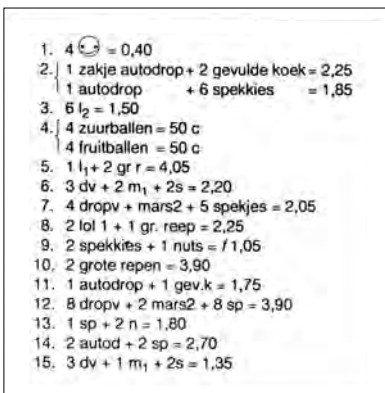 1. 4 = 0,40
2. 1 zakje autodrop + 2 gevulde koek = 2,25
1 autodrop + 6 spekkies = 1,85
3. 6 l₂ = 1,50
4. 4 zuurballen = 50 c
4 fruitballen = 50 c
5. 1 l₁ + 2 gr r = 4,05
6. 3 dv + 2 m₁ + 2s = 2,20
7. 4 dropv + mars2 + 5 spekjes = 2,05
8. 2 lol 1 + 1 gr. reep = 2,25
9. 2 spekkies + 1 nuts = ƒ 1,05
10. 2 grote repen = 3,90
11. 1 autodrop + 1 gev.k = 1,75
12. 8 dropv + 2 mars2 + 8 sp = 3,90
13. 1 sp + 2 n = 1,80
14. 2 autod + 2 sp = 2,70
15. 3 dv + 1 m₁ + 2s = 1,35